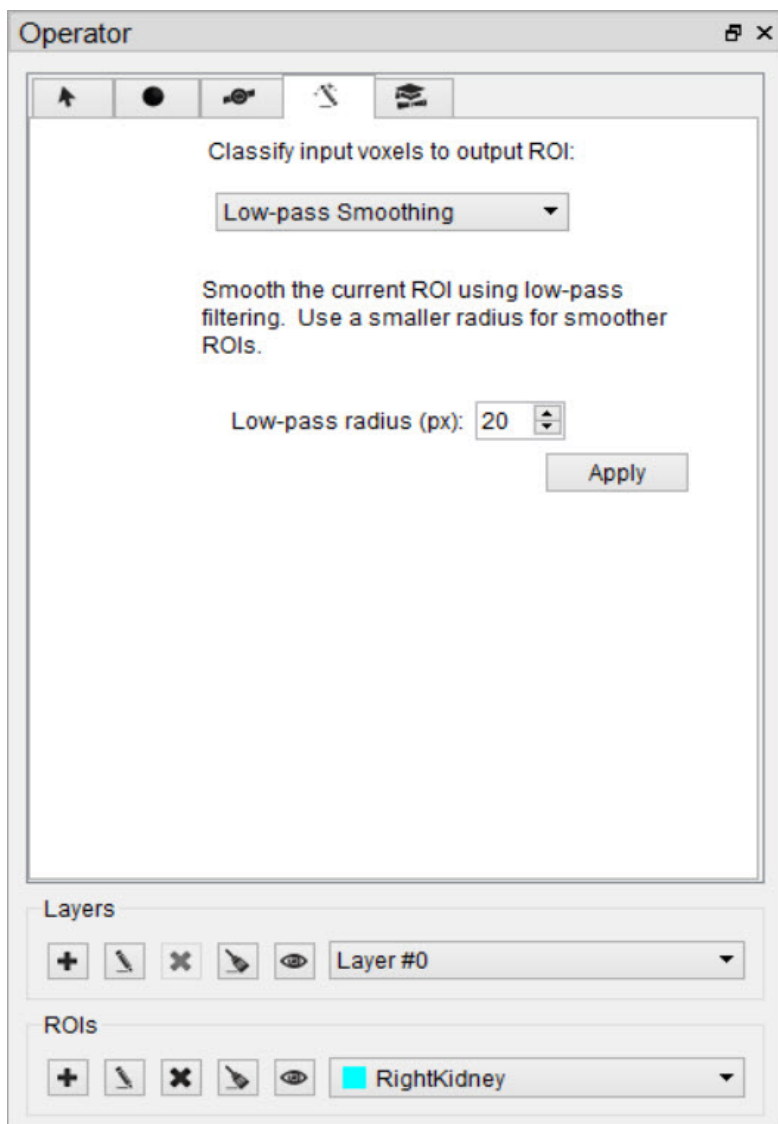 Operator
Classify input voxels to output ROI:
Low-pass Smoothing
Smooth the current ROI using low-pass
filtering. Use a smaller radius for smoother
ROIs.
Low-pass radius (px): 20
Apply
Layers
Layer #0
ROIs
RightKidney